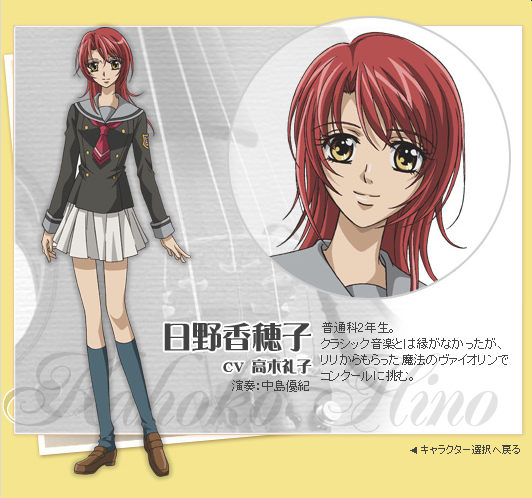 日野香穂子
CV 高木礼子
演奏:中島優紀
普通科2年生。
クラシック音楽とは縁がなかったが、
リリからもらった魔法のヴァイオリンで
コンクールに挑む。
Kahoko Hino
◀キャラクター選択へ戻る